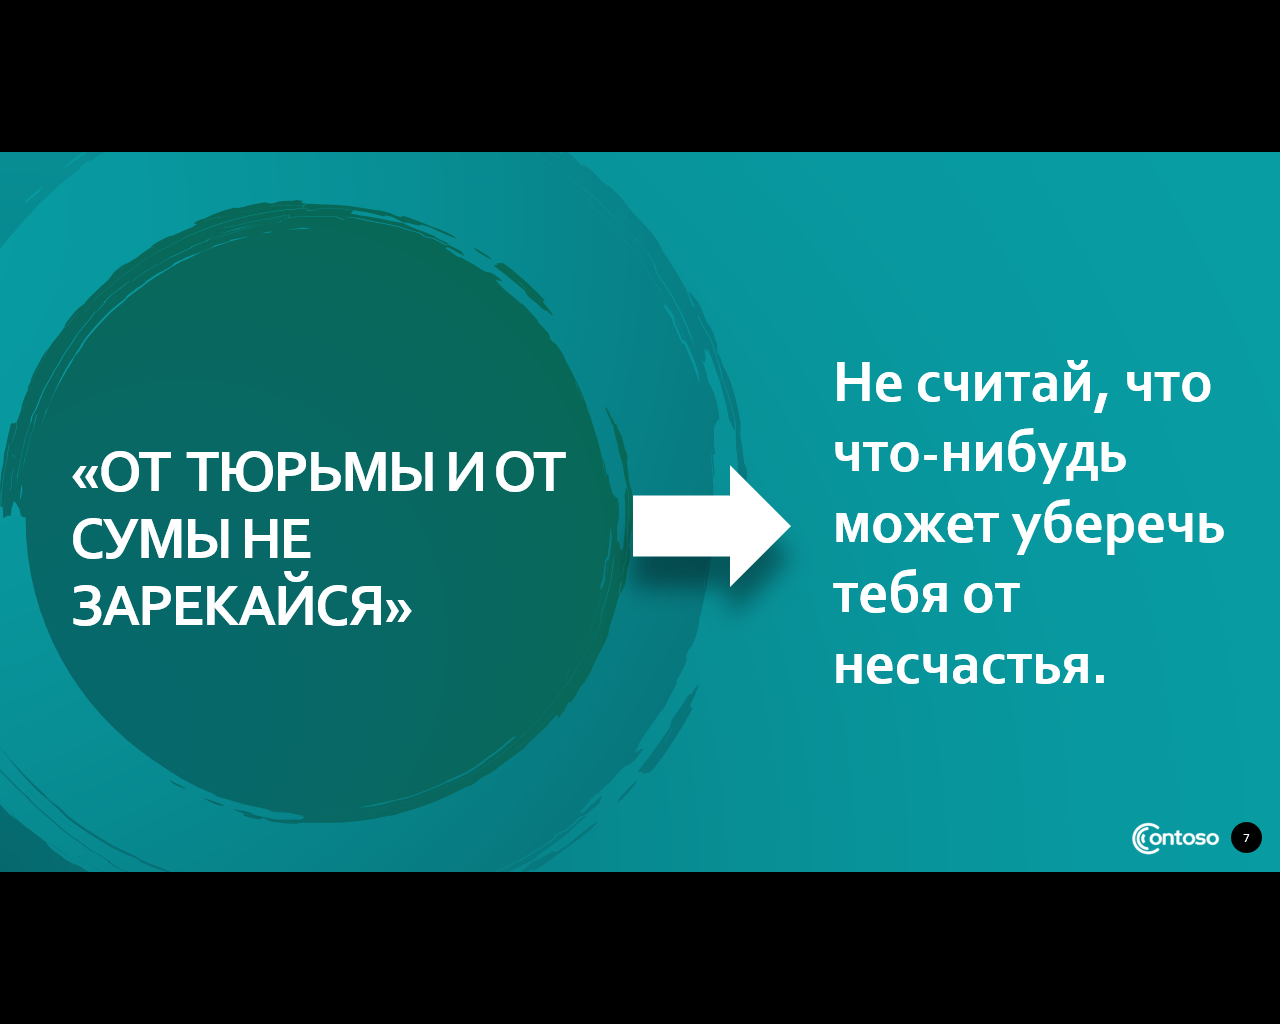 «ОТ ТЮРЬМЫ И ОТ
СУМЫ НЕ
ЗАРЕКАЙСЯ»
Не считай, что
что-нибудь
может уберечь
тебя от
несчастья.
Contoso
7